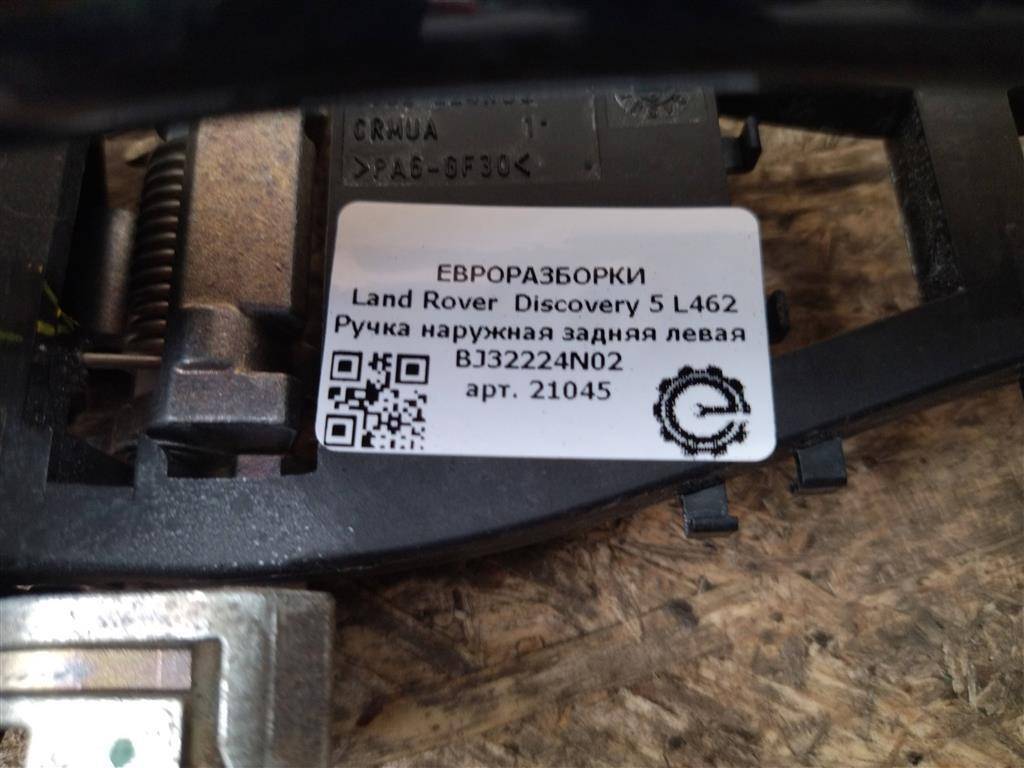 CRMUA 1
>PA6-GF30<
ЕВРОРАЗБОРКИ
Land Rover Discovery 5 L462
Ручка наружная задняя левая
BJ32224N02
арт. 21045